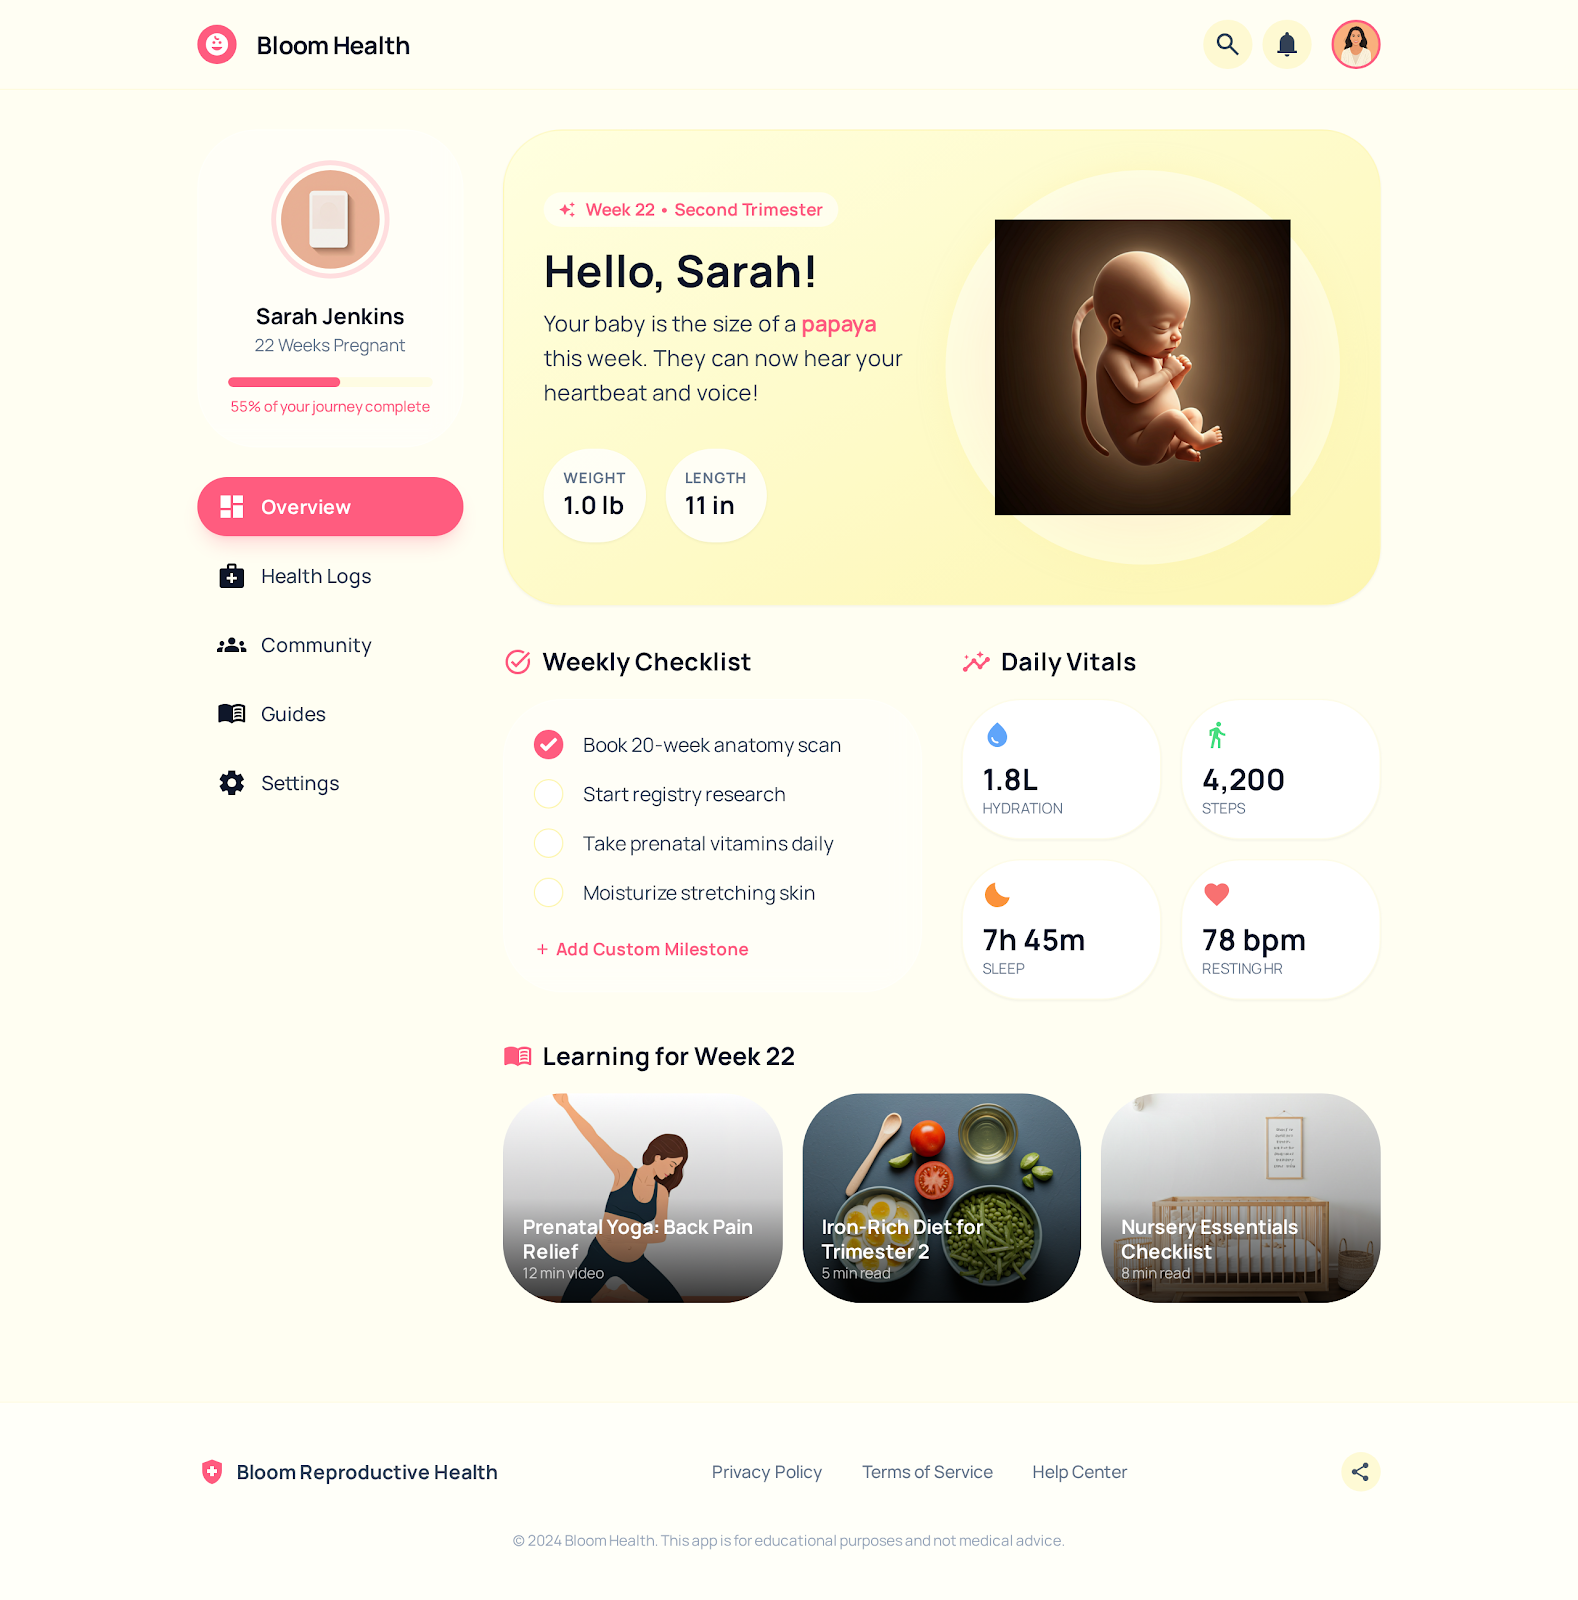 Bloom Health
Sarah Jenkins
22 Weeks Pregnant
55% of your journey complete
Overview
Health Logs
Community
Guides
Settings
Week 22 • Second Trimester
Hello, Sarah!
Your baby is the size of a papaya
this week. They can now hear your
heartbeat and voice!
WEIGHT
1.0 lb
LENGTH
11 in
Weekly Checklist
Book 20-week anatomy scan
Start registry research
Take prenatal vitamins daily
Moisturize stretching skin
+ Add Custom Milestone
Daily Vitals
1.8L
HYDRATION
4,200
STEPS
7h 45m
SLEEP
78 bpm
RESTING HR
Learning for Week 22
Prenatal Yoga: Back Pain
Relief
12 min video
Iron-Rich Diet for
Trimester 2
5 min read
Nursery Essentials
Checklist
8 min read
Bloom Reproductive Health
Privacy Policy
Terms of Service
Help Center
© 2024 Bloom Health. This app is for educational purposes and not medical advice.